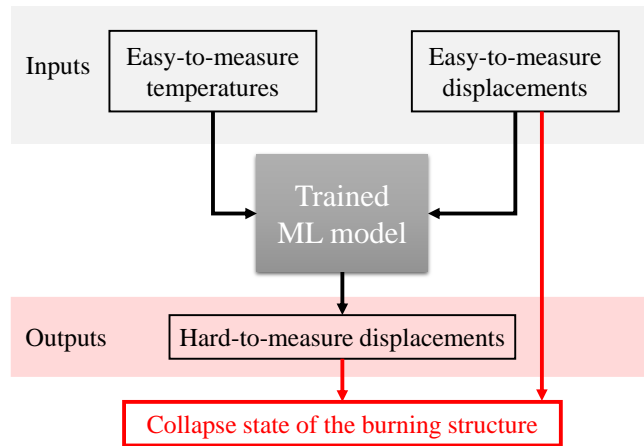 Inputs
Easy-to-measure
temperatures
Easy-to-measure
displacements
Trained
ML model
Outputs
Hard-to-measure displacements
Collapse state of the burning structure